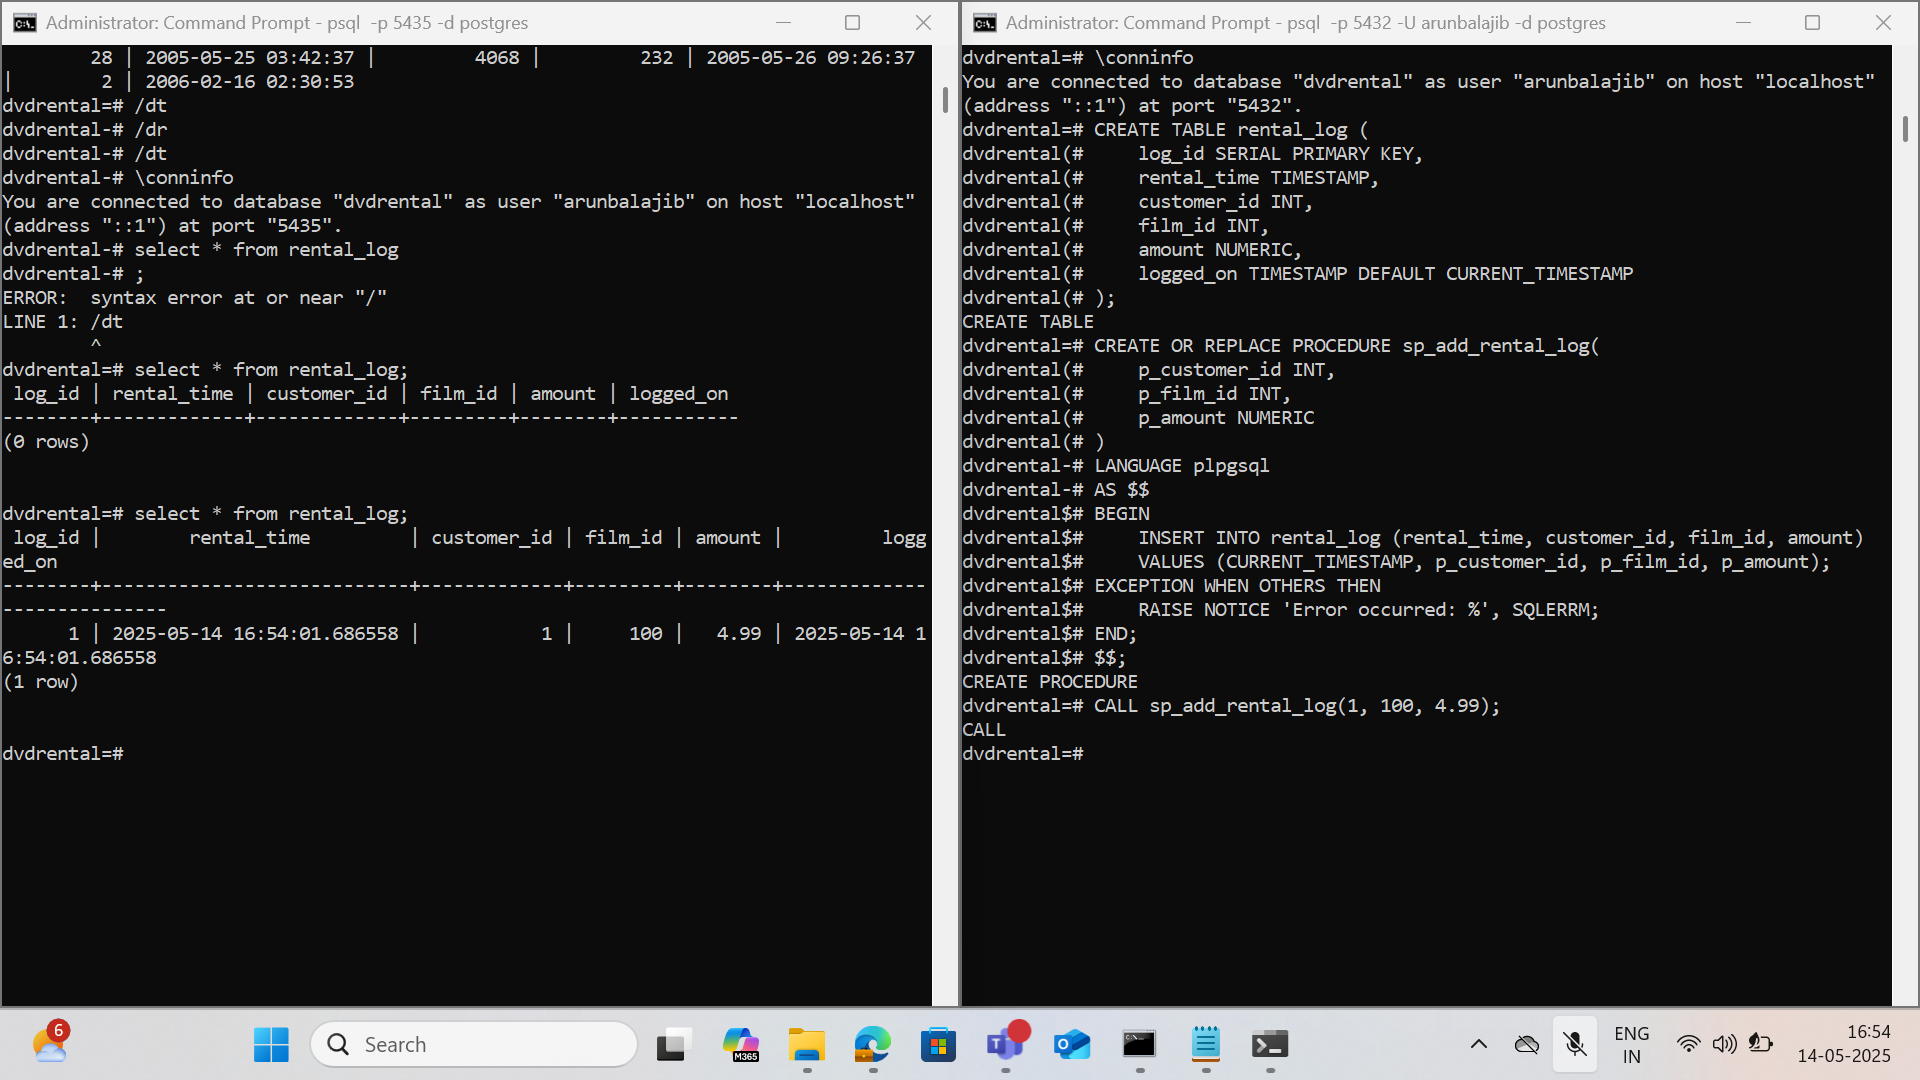 Administrator: Command Prompt - psql  -p 5435 -d postgres
        28 | 2005-05-25 03:42:37 |         4068 |         232 | 2005-05-26 09:26:37
|        2 | 2006-02-16 02:30:53
dvdrental=# /dt
dvdrental-# /dr
dvdrental-# /dt
dvdrental-# \conninfo
You are connected to database "dvdrental" as user "arunbalajib" on host "localhost"
(address "::1") at port "5435".
dvdrental-# select * from rental_log
dvdrental-# ;
ERROR:  syntax error at or near "/"
LINE 1: /dt
        ^
dvdrental=# select * from rental_log;
 log_id | rental_time | customer_id | film_id | amount | logged_on
--------+-------------+-------------+---------+--------+-----------
(0 rows)
dvdrental=# select * from rental_log;
 log_id |        rental_time         | customer_id | film_id | amount |         logg
ed_on
--------+----------------------------+-------------+---------+--------+-------------
---------------
      1 | 2025-05-14 16:54:01.686558 |           1 |     100 |   4.99 | 2025-05-14 1
6:54:01.686558
(1 row)
dvdrental=#
Administrator: Command Prompt - psql  -p 5432 -U arunbalajib -d postgres
dvdrental=# \conninfo
You are connected to database "dvdrental" as user "arunbalajib" on host "localhost"
(address "::1") at port "5432".
dvdrental=# CREATE TABLE rental_log (
dvdrental(#     log_id SERIAL PRIMARY KEY,
dvdrental(#     rental_time TIMESTAMP,
dvdrental(#     customer_id INT,
dvdrental(#     film_id INT,
dvdrental(#     amount NUMERIC,
dvdrental(#     logged_on TIMESTAMP DEFAULT CURRENT_TIMESTAMP
dvdrental(# );
CREATE TABLE
dvdrental=# CREATE OR REPLACE PROCEDURE sp_add_rental_log(
dvdrental(#     p_customer_id INT,
dvdrental(#     p_film_id INT,
dvdrental(#     p_amount NUMERIC
dvdrental(# )
dvdrental-# LANGUAGE plpgsql
dvdrental-# AS $$
dvdrental$# BEGIN
dvdrental$#     INSERT INTO rental_log (rental_time, customer_id, film_id, amount)
dvdrental$#     VALUES (CURRENT_TIMESTAMP, p_customer_id, p_film_id, p_amount);
dvdrental$# EXCEPTION WHEN OTHERS THEN
dvdrental$#     RAISE NOTICE 'Error occurred: %', SQLERRM;
dvdrental$# END;
dvdrental$# $$;
CREATE PROCEDURE
dvdrental=# CALL sp_add_rental_log(1, 100, 4.99);
CALL
dvdrental=#
6
Search
M365
ENG
IN
16:54
14-05-2025